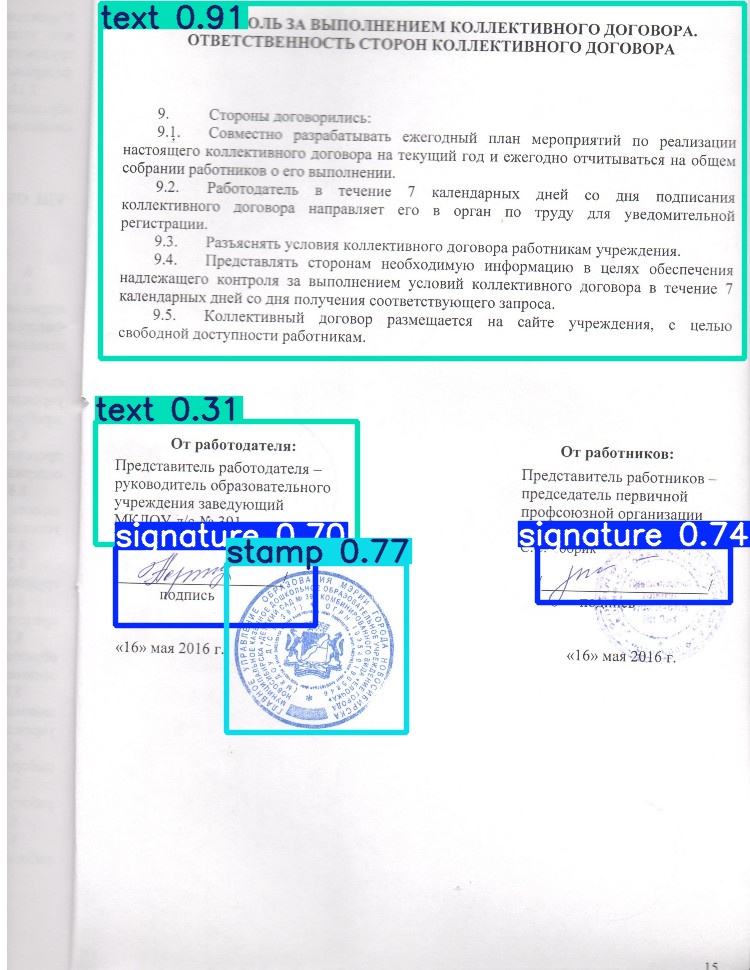 text 0.91
ОЛЬ ЗА ВЫПОЛНЕНИЕМ КОЛЛЕКТИВНОГО ДОГОВОРА.
ОТВЕТСТВЕННОСТЬ СТОРОН КОЛЛЕКТИВНОГО ДОГОВОРА
9. Стороны договорились:
9.1. Совместно разрабатывать ежегодный план мероприятий по реализации
настоящего коллективного договора на текущий год и ежегодно отчитываться на общем
собрании работников о его выполнении.
9.2. Работодатель в течение 7 календарных дней со дня подписания
коллективного договора направляет его в орган по труду для уведомительной
регистрации.
9.3. Разъяснять условия коллективного договора работникам учреждения.
9.4. Представлять сторонам необходимую информацию в целях обеспечения
надлежащего контроля за выполнением условий коллективного договора в течение 7
календарных дней со дня получения соответствующего запроса.
9.5. Коллективный договор размещается на сайте учреждения, с целью
свободной доступности работникам.
text 0.31
От работодателя:
Представитель работодателя –
руководитель образовательного
учреждения заведующий
МКДОУ д/с № 391
signature 0.70
stamp 0.77
подпись
ГЛАВНОЕ УПРАВЛЕНИЕ ОБРАЗОВАНИЯ МЭРИИ ГОРОДА НОВОСИБИРСКА
«16» мая 2016 г.
От работников:
Представитель работников –
председатель первичной
профсоюзной организации
signature 0.74
подпись
«16» мая 2016 г.
15